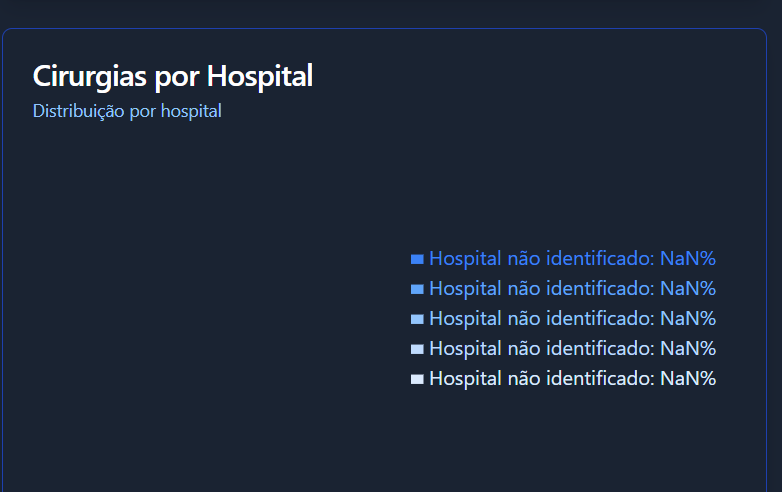 Cirurgias por Hospital
Distribuição por hospital
Hospital não identificado: NaN%
Hospital não identificado: NaN%
Hospital não identificado: NaN%
Hospital não identificado: NaN%
Hospital não identificado: NaN%